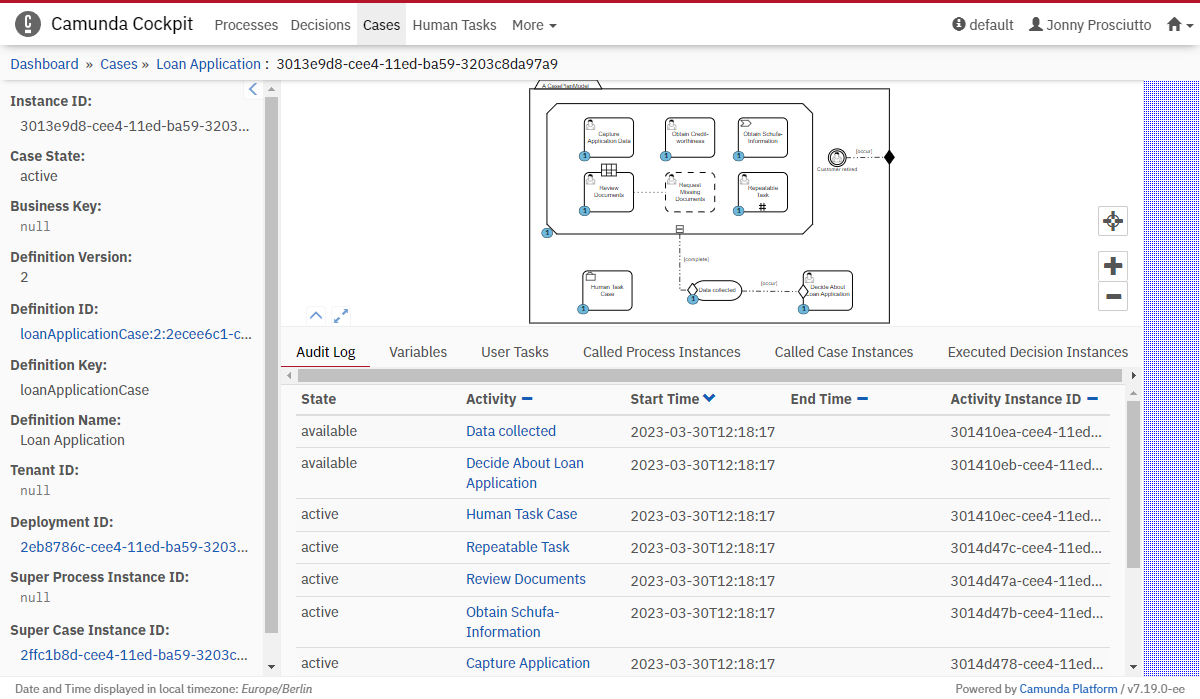 Camunda Cockpit Processes Decisions Cases Human Tasks More default Jonny Prosciutto
Dashboard » Cases » Loan Application : 3013e9d8-cee4-11ed-ba59-3203c8da97a9
Instance ID:
3013e9d8-cee4-11ed-ba59-3203...
Case State:
active
Business Key:
null
Definition Version:
2
Definition ID:
loanApplicationCase:2:2ecee6c1-c...
Definition Key:
loanApplicationCase
Definition Name:
Loan Application
Tenant ID:
null
Deployment ID:
2eb8786c-cee4-11ed-ba59-3203...
Super Process Instance ID:
null
Super Case Instance ID:
2ffc1b8d-cee4-11ed-ba59-3203c...
A CasePlanModel
Capture
Application Data
1
Obtain Credit-
worthiness
1
Obtain Schufa-
Information
1
Review
Documents
1
Request
Missing
Documents
Repeatable
Task
1
1
[occur]
Customer retired
[complete]
Human Task
Case
1
Data collected
1
[occur]
Decide About
Loan Application
1
Audit Log Variables User Tasks Called Process Instances Called Case Instances Executed Decision Instances
State Activity Start Time End Time Activity Instance ID
available Data collected 2023-03-30T12:18:17 301410ea-cee4-11ed...
available Decide About Loan 2023-03-30T12:18:17 301410eb-cee4-11ed...
Application
active Human Task Case 2023-03-30T12:18:17 301410ec-cee4-11ed...
active Repeatable Task 2023-03-30T12:18:17 3014d47c-cee4-11ed...
active Review Documents 2023-03-30T12:18:17 3014d47a-cee4-11ed...
active Obtain Schufa- 2023-03-30T12:18:17 3014d47b-cee4-11ed...
Information
active Capture Application 2023-03-30T12:18:17 3014d478-cee4-11ed...
Date and Time displayed in local timezone: Europe/Berlin
Powered by Camunda Platform / v7.19.0-ee